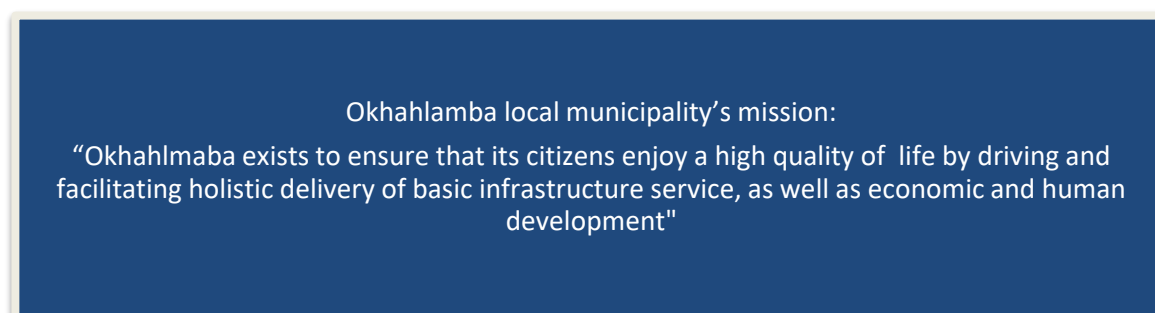 Okhahlamba local municipality’s mission:
“Okhahlmaba exists to ensure that its citizens enjoy a high quality of  life by driving and
facilitating holistic delivery of basic infrastructure service, as well as economic and human
development"